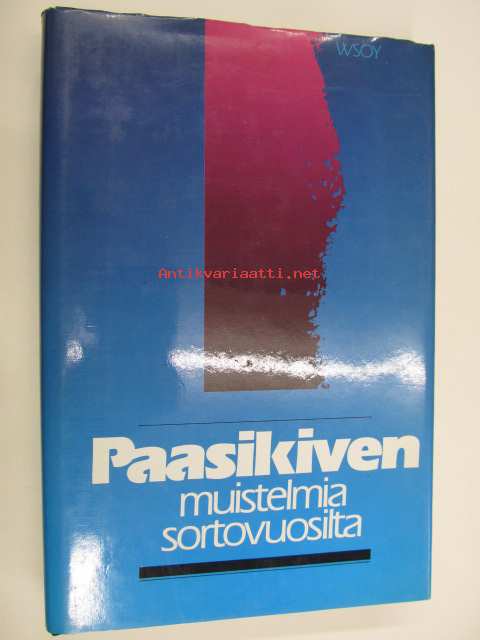 WSOY
Antikvariaatti.net
Paasikiven
muistelmia
sortovuosilta